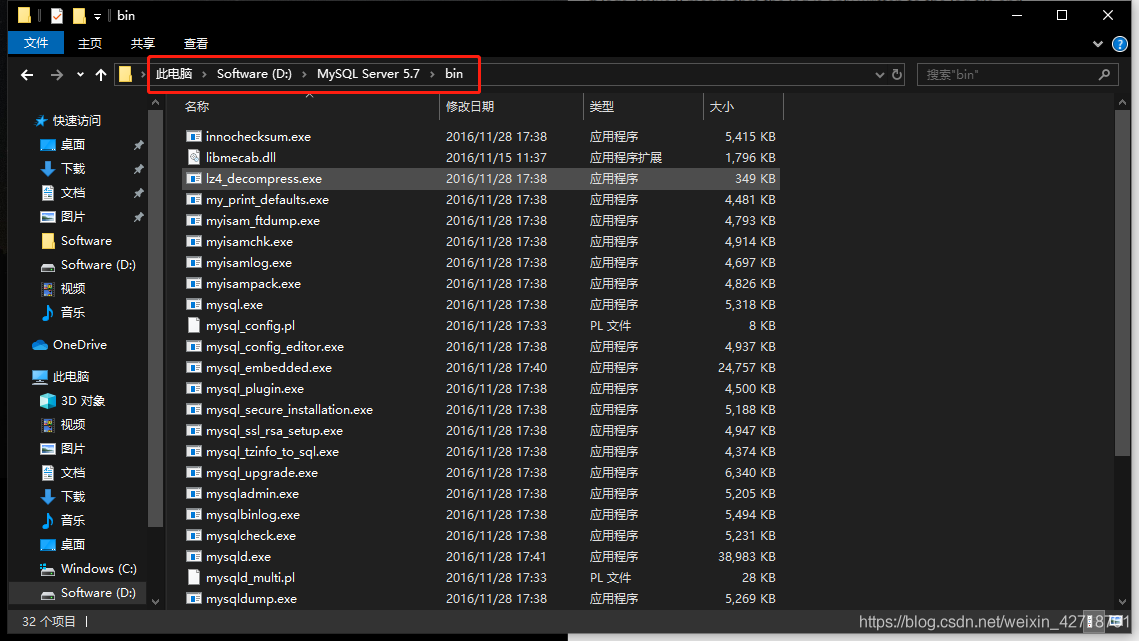 bin
文件 主页 共享 查看
此电脑 > Software (D:) > MySQL Server 5.7 > bin 搜索"bin"
名称 修改日期 类型 大小
快速访问
桌面
下载
文档
图片
Software
Software (D:)
视频
音乐
OneDrive
此电脑
3D 对象
视频
图片
文档
下载
音乐
桌面
Windows (C:)
Software (D:)
innochecksum.exe 2016/11/28 17:38 应用程序 5,415 KB
libmecab.dll 2016/11/15 11:37 应用程序扩展 1,796 KB
lz4_decompress.exe 2016/11/28 17:38 应用程序 349 KB
my_print_defaults.exe 2016/11/28 17:38 应用程序 4,481 KB
myisam_ftdump.exe 2016/11/28 17:38 应用程序 4,793 KB
myisamchk.exe 2016/11/28 17:38 应用程序 4,914 KB
myisamlog.exe 2016/11/28 17:38 应用程序 4,697 KB
myisampack.exe 2016/11/28 17:38 应用程序 4,826 KB
mysql.exe 2016/11/28 17:38 应用程序 5,318 KB
mysql_config.pl 2016/11/28 17:33 PL 文件 8 KB
mysql_config_editor.exe 2016/11/28 17:38 应用程序 4,937 KB
mysql_embedded.exe 2016/11/28 17:40 应用程序 24,757 KB
mysql_plugin.exe 2016/11/28 17:38 应用程序 4,500 KB
mysql_secure_installation.exe 2016/11/28 17:38 应用程序 5,188 KB
mysql_ssl_rsa_setup.exe 2016/11/28 17:38 应用程序 4,947 KB
mysql_tzinfo_to_sql.exe 2016/11/28 17:38 应用程序 4,374 KB
mysql_upgrade.exe 2016/11/28 17:38 应用程序 6,340 KB
mysqladmin.exe 2016/11/28 17:38 应用程序 5,205 KB
mysqlbinlog.exe 2016/11/28 17:38 应用程序 5,494 KB
mysqlcheck.exe 2016/11/28 17:38 应用程序 5,231 KB
mysqld.exe 2016/11/28 17:41 应用程序 38,983 KB
mysqld_multi.pl 2016/11/28 17:33 PL 文件 28 KB
mysqldump.exe 2016/11/28 17:38 应用程序 5,269 KB
32 个项目